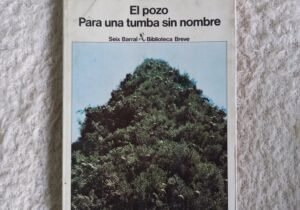 El pozo
Para una tumba sin nombre
Seix Barral Biblioteca Breve